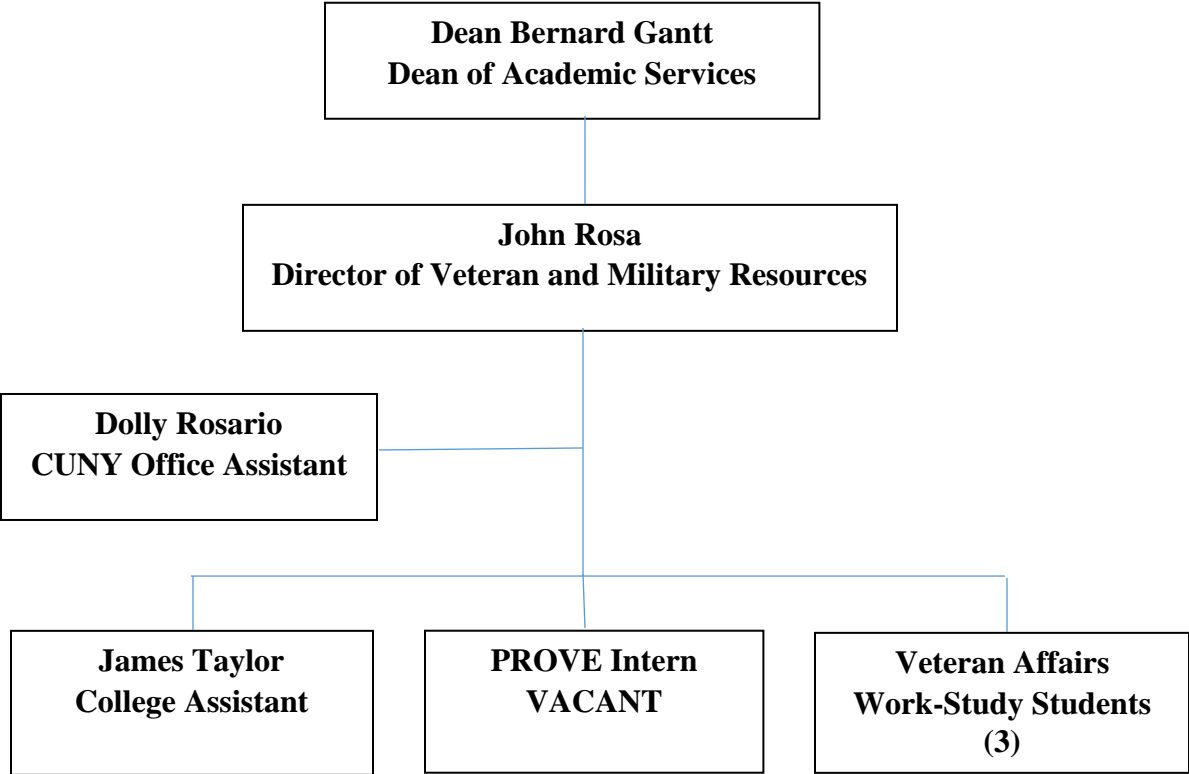 Dean Bernard Gantt
Dean of Academic Services
John Rosa
Director of Veteran and Military Resources
Dolly Rosario
CUNY Office Assistant
James Taylor
College Assistant
PROVE Intern
VACANT
Veteran Affairs
Work-Study Students
(3)